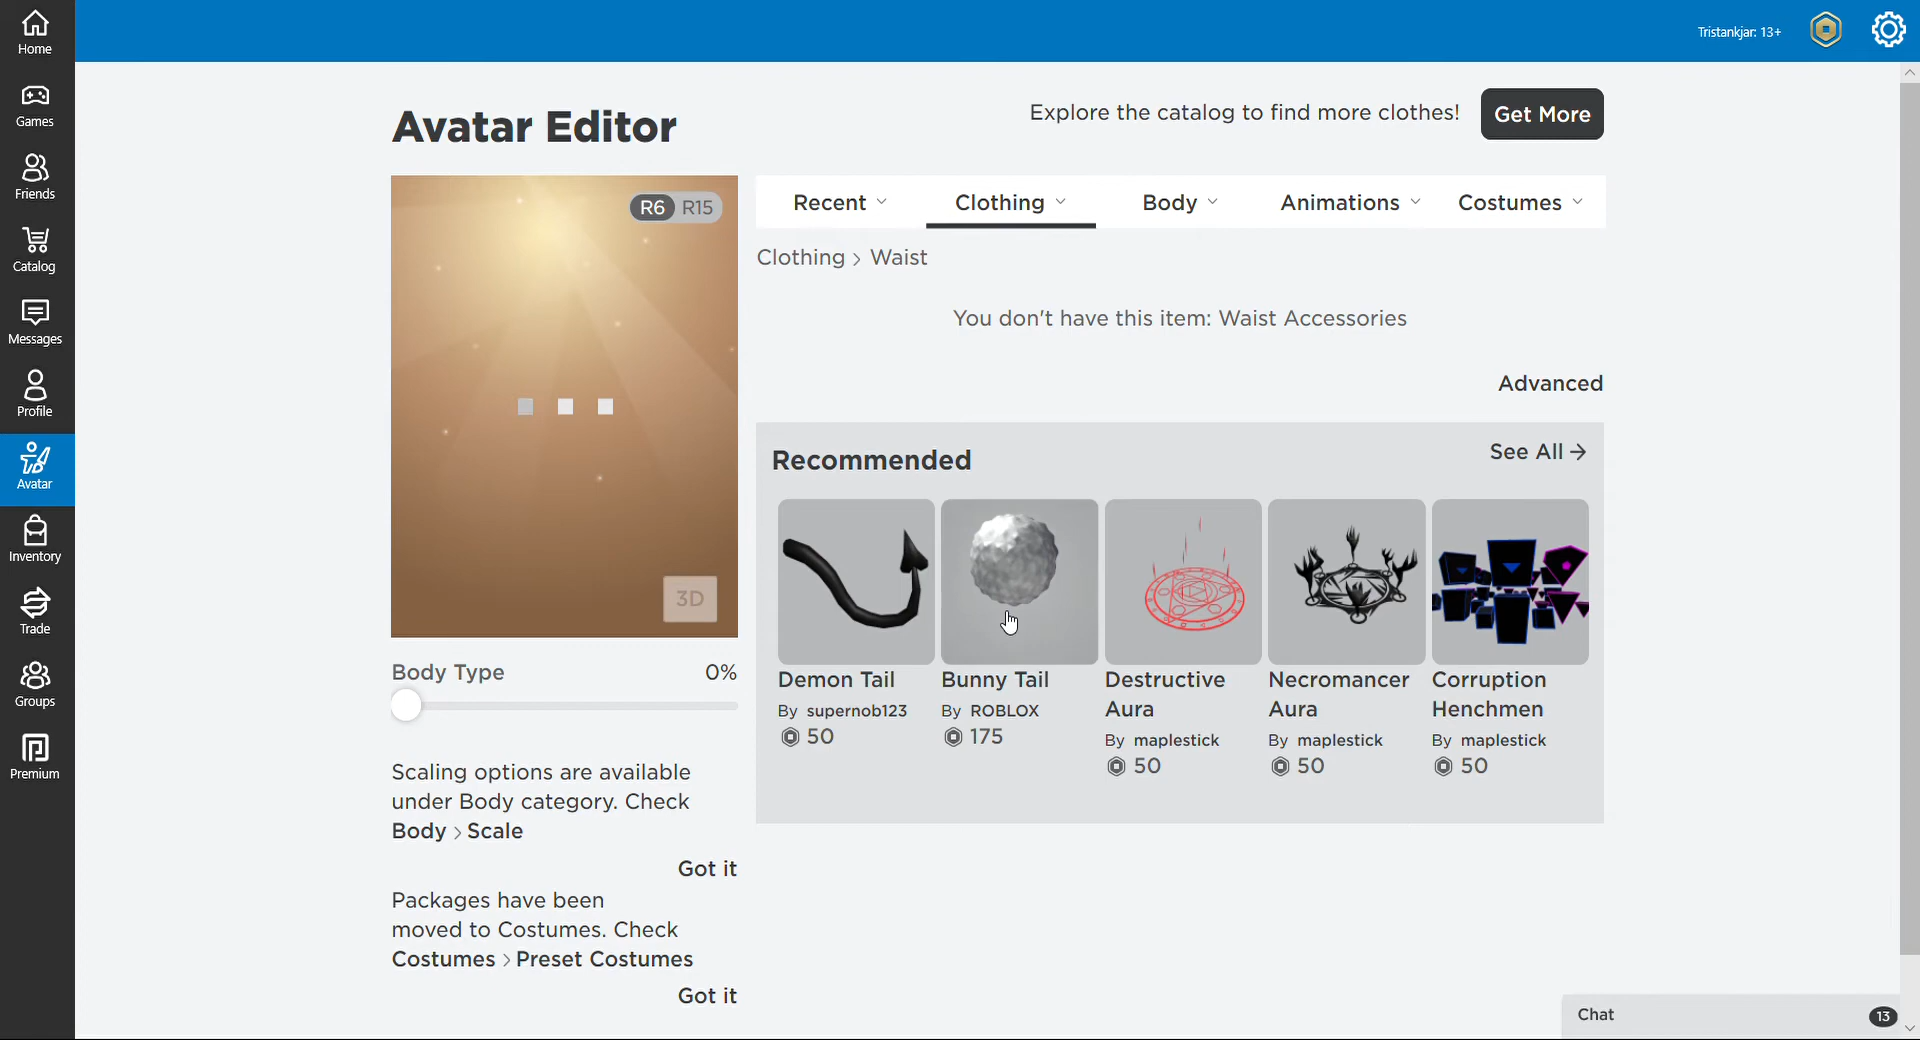 Home
Games
Friends
Catalog
Messages
Profile
Avatar
Inventory
Trade
Groups
Premium
Tristankjar: 13+
Avatar Editor
Explore the catalog to find more clothes!
Get More
R6 R15
3D
Body Type 0%
Scaling options are available
under Body category. Check
Body > Scale
Got it
Packages have been
moved to Costumes. Check
Costumes > Preset Costumes
Got it
Recent Clothing Body Animations Costumes
Clothing > Waist
You don't have this item: Waist Accessories
Advanced
Recommended
See All →
Demon Tail
By supernob123
50
Bunny Tail
By ROBLOX
175
Destructive
Aura
By maplestick
50
Necromancer
Aura
By maplestick
50
Corruption
Henchmen
By maplestick
50
Chat 13